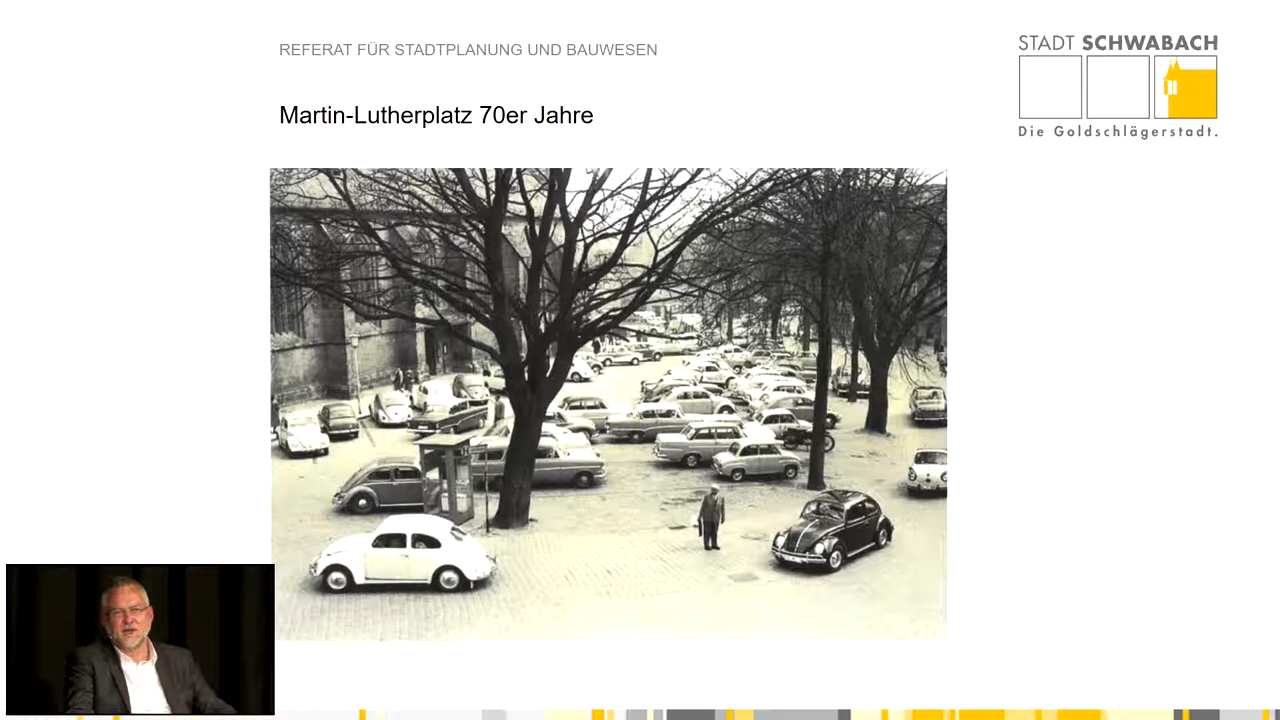 REFERAT FÜR STADTPLANUNG UND BAUWESEN
STADT SCHWABACH
Martin-Lutherplatz 70er Jahre
Die Goldschlägerstadt.